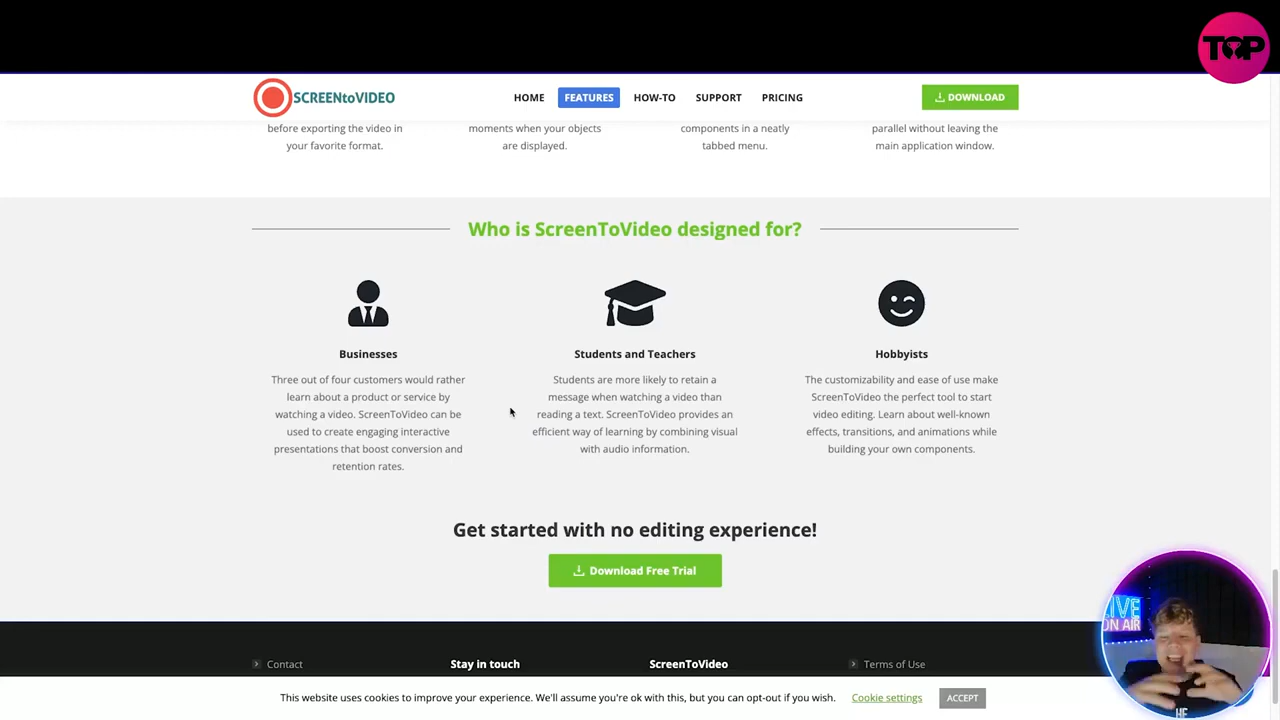 TOP
SCREENtoVIDEO
HOME
FEATURES
HOW-TO
SUPPORT
PRICING
DOWNLOAD
before exporting the video in
your favorite format.
moments when your objects
are displayed.
components in a neatly
tabbed menu.
parallel without leaving the
main application window.
Who is ScreenToVideo designed for?
Businesses
Three out of four customers would rather
learn about a product or service by
watching a video. ScreenToVideo can be
used to create engaging interactive
presentations that boost conversion and
retention rates.
Students and Teachers
Students are more likely to retain a
message when watching a video than
reading a text. ScreenToVideo provides an
efficient way of learning by combining visual
with audio information.
Hobbyists
The customizability and ease of use make
ScreenToVideo the perfect tool to start
video editing. Learn about well-known
effects, transitions, and animations while
building your own components.
Get started with no editing experience!
Download Free Trial
LIVE
ON AIR
HE
Contact
Stay in touch
ScreenToVideo
Terms of Use
This website uses cookies to improve your experience. We'll assume you're ok with this, but you can opt-out if you wish.
Cookie settings
ACCEPT